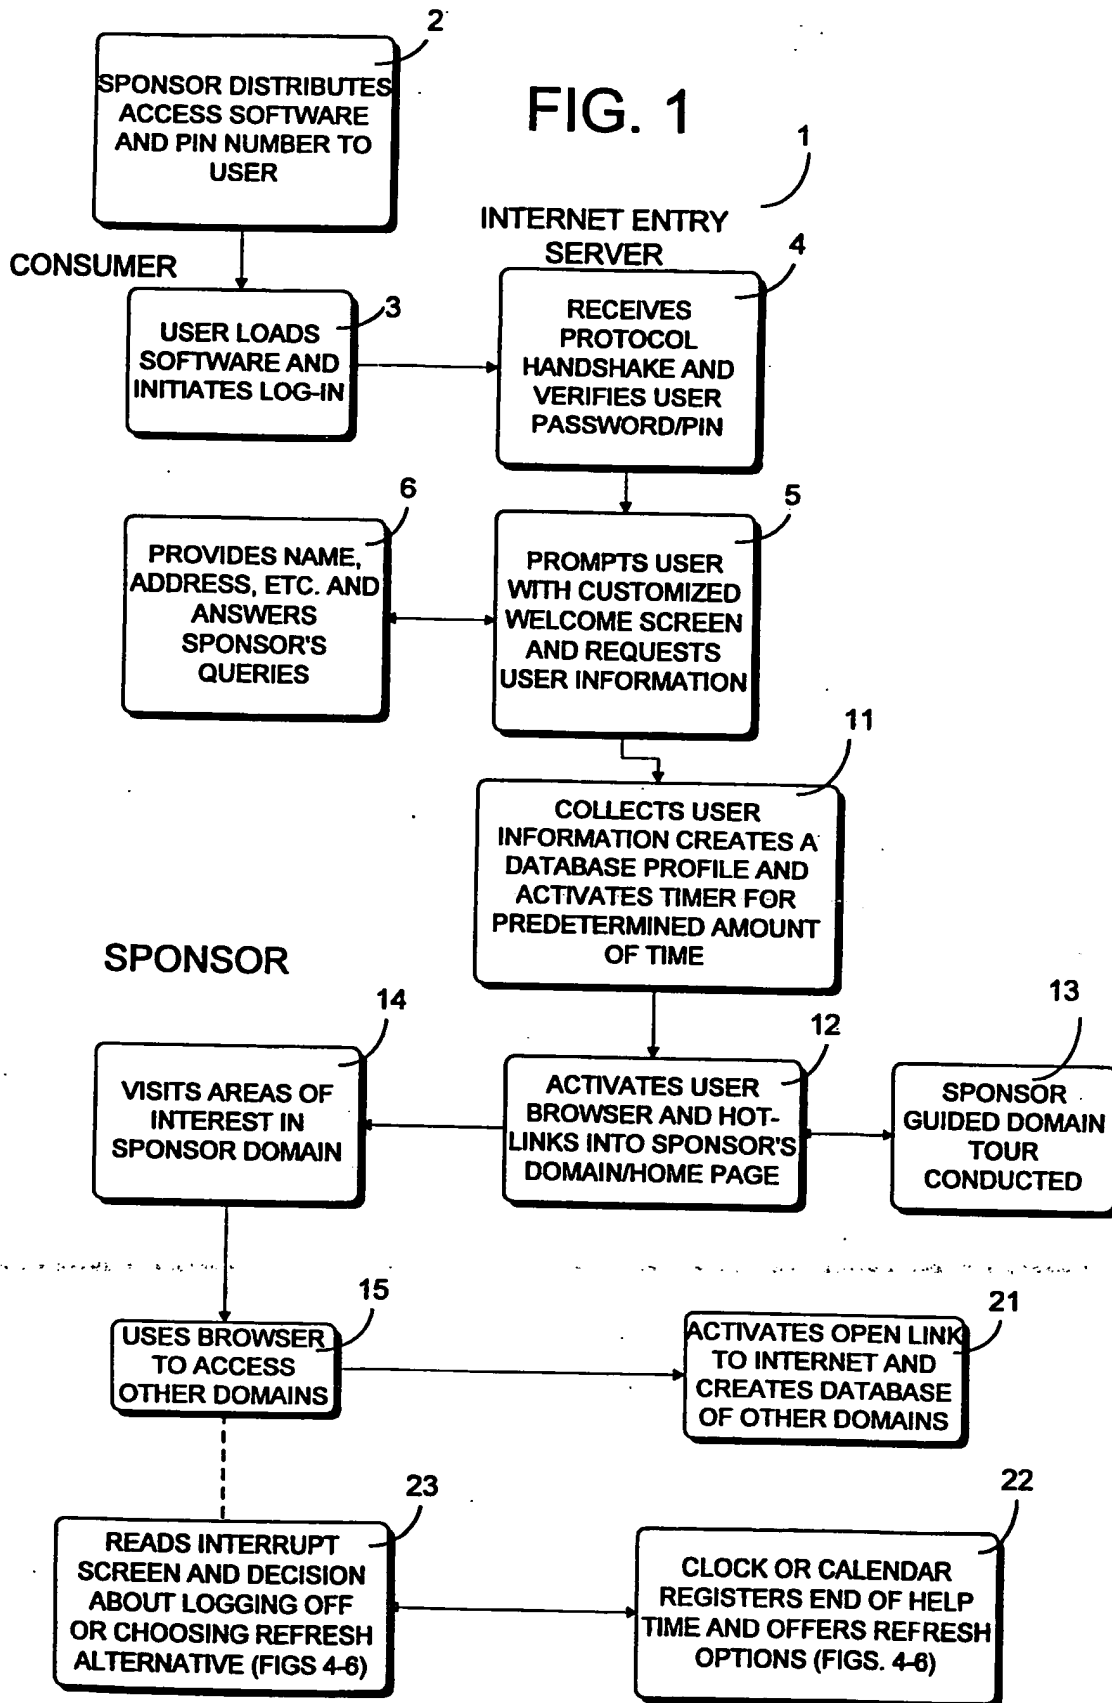 2
SPONSOR DISTRIBUTES
ACCESS SOFTWARE
AND PIN NUMBER TO
USER
FIG. 1
1
CONSUMER
INTERNET ENTRY
SERVER
3
USER LOADS
SOFTWARE AND
INITIATES LOG-IN
4
RECEIVES
PROTOCOL
HANDSHAKE AND
VERIFIES USER
PASSWORD/PIN
6
PROVIDES NAME,
ADDRESS, ETC. AND
ANSWERS
SPONSOR'S
QUERIES
5
PROMPTS USER
WITH CUSTOMIZED
WELCOME SCREEN
AND REQUESTS
USER INFORMATION
11
COLLECTS USER
INFORMATION CREATES A
DATABASE PROFILE AND
ACTIVATES TIMER FOR
PREDETERMINED AMOUNT
OF TIME
SPONSOR
14
VISITS AREAS OF
INTEREST IN
SPONSOR DOMAIN
12
ACTIVATES USER
BROWSER AND HOT-
LINKS INTO SPONSOR'S
DOMAIN/HOME PAGE
13
SPONSOR
GUIDED DOMAIN
TOUR
CONDUCTED
15
USES BROWSER
TO ACCESS
OTHER DOMAINS
21
ACTIVATES OPEN LINK
TO INTERNET AND
CREATES DATABASE
OF OTHER DOMAINS
23
READS INTERRUPT
SCREEN AND DECISION
ABOUT LOGGING OFF
OR CHOOSING REFRESH
ALTERNATIVE (FIGS 4-6)
22
CLOCK OR CALENDAR
REGISTERS END OF HELP
TIME AND OFFERS REFRESH
OPTIONS (FIGS. 4-6)